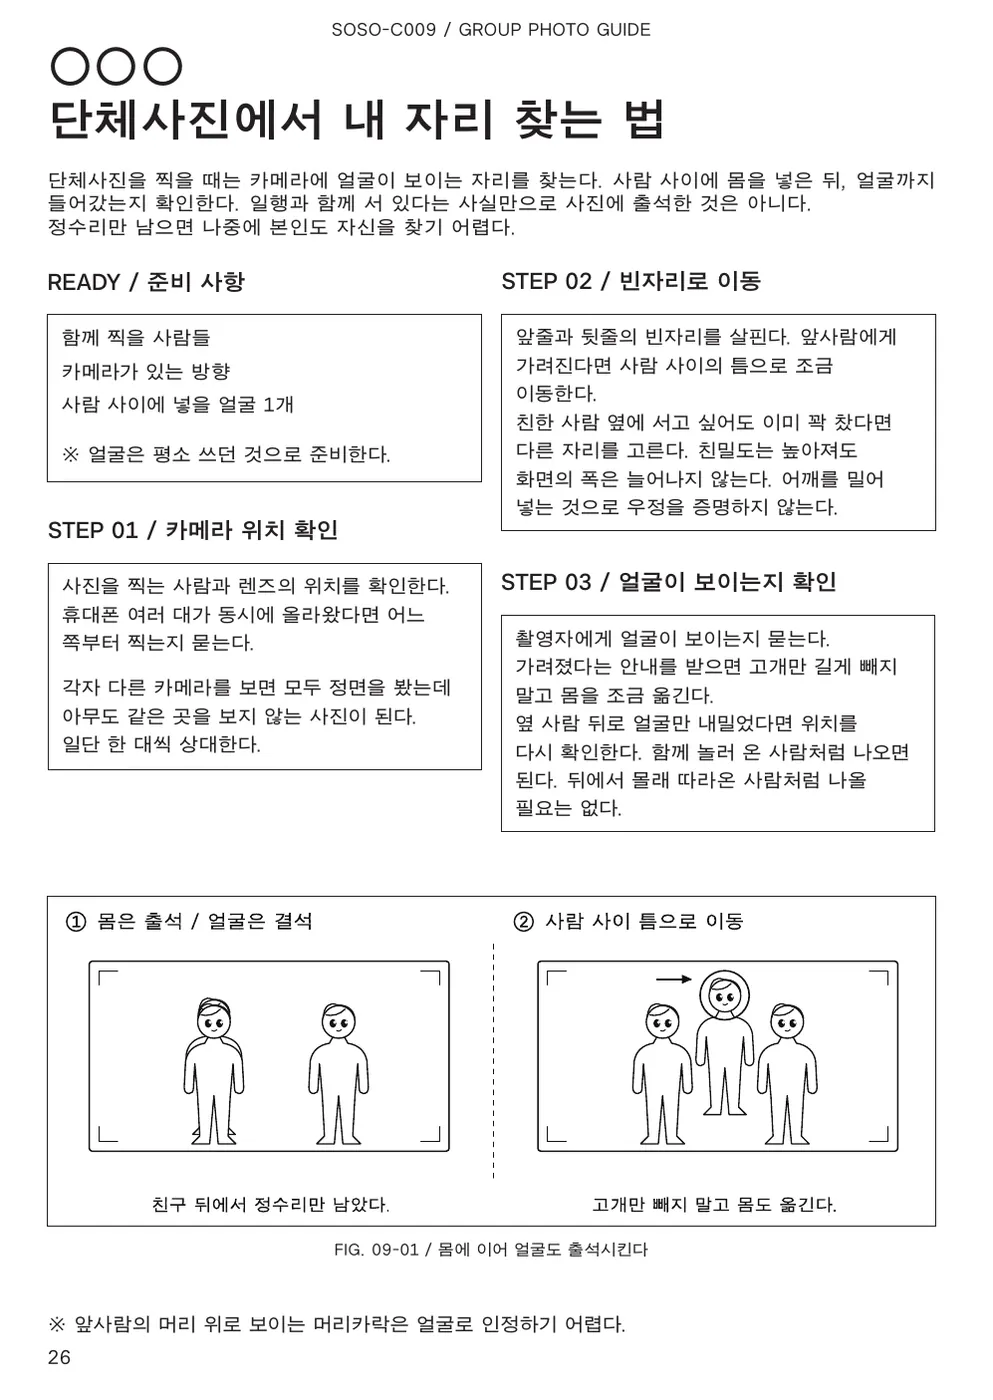 SOSO-C009 / GROUP PHOTO GUIDE
○○○
단체사진에서 내 자리 찾는 법
단체사진을 찍을 때는 카메라에 얼굴이 보이는 자리를 찾는다. 사람 사이에 몸을 넣은 뒤, 얼굴까지
들어갔는지 확인한다. 일행과 함께 서 있다는 사실만으로 사진에 출석한 것은 아니다.
정수리만 남으면 나중에 본인도 자신을 찾기 어렵다.
READY / 준비 사항
함께 찍을 사람들
카메라가 있는 방향
사람 사이에 넣을 얼굴 1개
※ 얼굴은 평소 쓰던 것으로 준비한다.
STEP 01 / 카메라 위치 확인
사진을 찍는 사람과 렌즈의 위치를 확인한다.
휴대폰 여러 대가 동시에 올라왔다면 어느
쪽부터 찍는지 묻는다.
각자 다른 카메라를 보면 모두 정면을 봤는데
아무도 같은 곳을 보지 않는 사진이 된다.
일단 한 대씩 상대한다.
STEP 02 / 빈자리로 이동
앞줄과 뒷줄의 빈자리를 살핀다. 앞사람에게
가려진다면 사람 사이의 틈으로 조금
이동한다.
친한 사람 옆에 서고 싶어도 이미 꽉 찼다면
다른 자리를 고른다. 친밀도는 높아져도
화면의 폭은 늘어나지 않는다. 어깨를 밀어
넣는 것으로 우정을 증명하지 않는다.
STEP 03 / 얼굴이 보이는지 확인
촬영자에게 얼굴이 보이는지 묻는다.
가려졌다는 안내를 받으면 고개만 길게 빼지
말고 몸을 조금 옮긴다.
옆 사람 뒤로 얼굴만 내밀었다면 위치를
다시 확인한다. 함께 놀러 온 사람처럼 나오면
된다. 뒤에서 몰래 따라온 사람처럼 나올
필요는 없다.
① 몸은 출석 / 얼굴은 결석
친구 뒤에서 정수리만 남았다.
② 사람 사이 틈으로 이동
고개만 빼지 말고 몸도 옮긴다.
FIG. 09-01 / 몸에 이어 얼굴도 출석시킨다
※ 앞사람의 머리 위로 보이는 머리카락은 얼굴로 인정하기 어렵다.
26